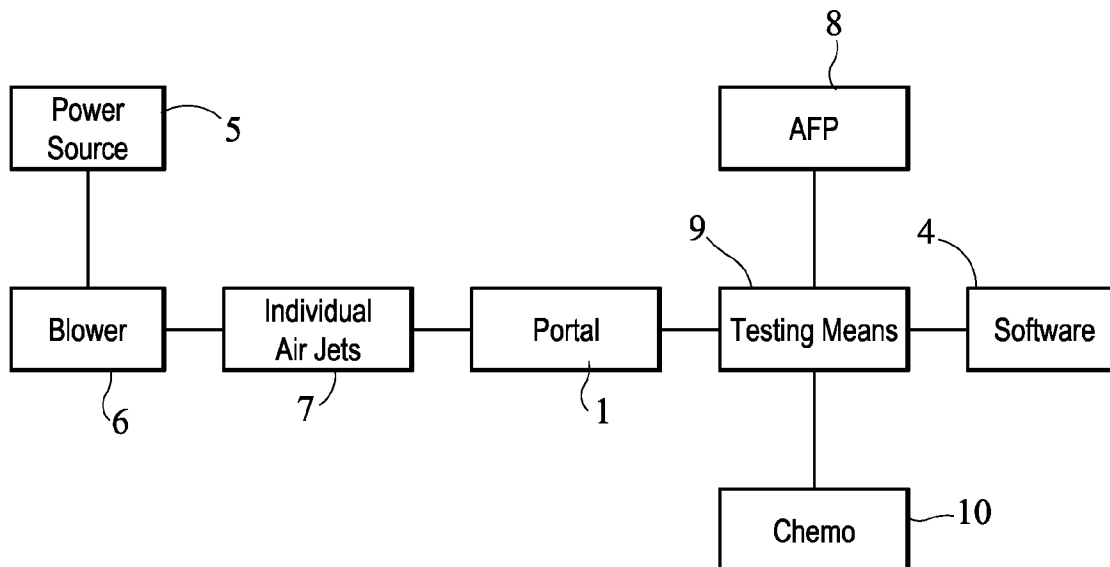 8
Power
Source
5
AFP
9
4
Blower
Individual
Air Jets
Portal
Testing Means
Software
6
7
1
Chemo
10